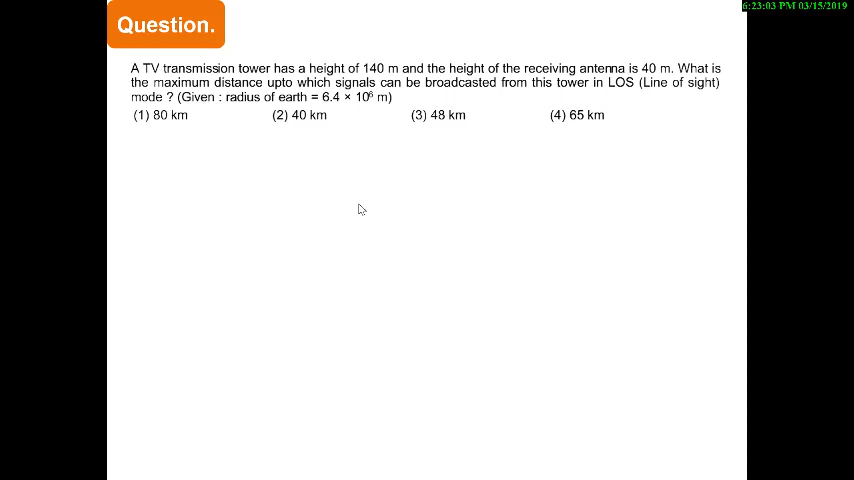 6:23:03 PM 03/15/2019
Question.
A TV transmission tower has a height of 140 m and the height of the receiving antenna is 40 m. What is
the maximum distance upto which signals can be broadcasted from this tower in LOS (Line of sight)
mode ? (Given : radius of earth = 6.4 × 10⁶ m)
(1) 80 km (2) 40 km (3) 48 km (4) 65 km